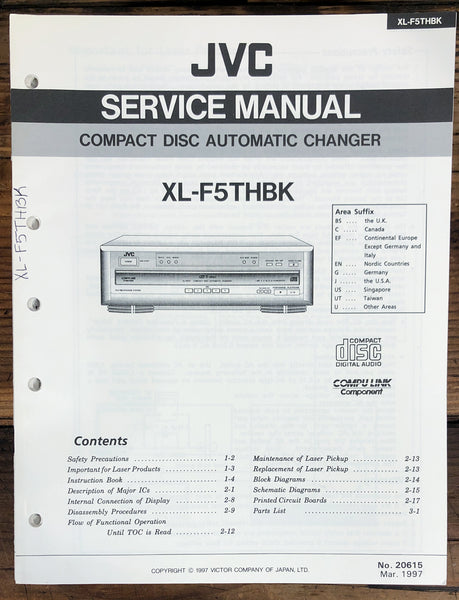 XL-F5THBK
JVC
SERVICE MANUAL
COMPACT DISC AUTOMATIC CHANGER
XL-F5THBK
XL-F5THBK
Area Suffix
BS ..... the U.K.
C ..... Canada
EF ..... Continental Europe
Except Germany and
Italy
EN ..... Nordic Countries
G ..... Germany
J ..... the U.S.A.
US ..... Singapore
UT ..... Taiwan
U ..... Other Areas
JVC
COMPACT
disc
DIGITAL AUDIO
COMPU LINK
Component
Contents
Safety Precautions ..................... 1-2
Important for Laser Products ............. 1-3
Instruction Book ....................... 1-4
Description of Major ICs ................ 2-1
Internal Connection of Display ........... 2-8
Disassembly Procedures ................. 2-9
Flow of Functional Operation
Until TOC is Read ........ 2-12
Maintenance of Laser Pickup ............ 2-13
Replacement of Laser Pickup ............ 2-13
Block Diagrams ....................... 2-14
Schematic Diagrams ................... 2-15
Printed Circuit Boards ................. 2-17
Parts List ............................ 3-1
COPYRIGHT © 1997 VICTOR COMPANY OF JAPAN, LTD.
No. 20615
Mar. 1997